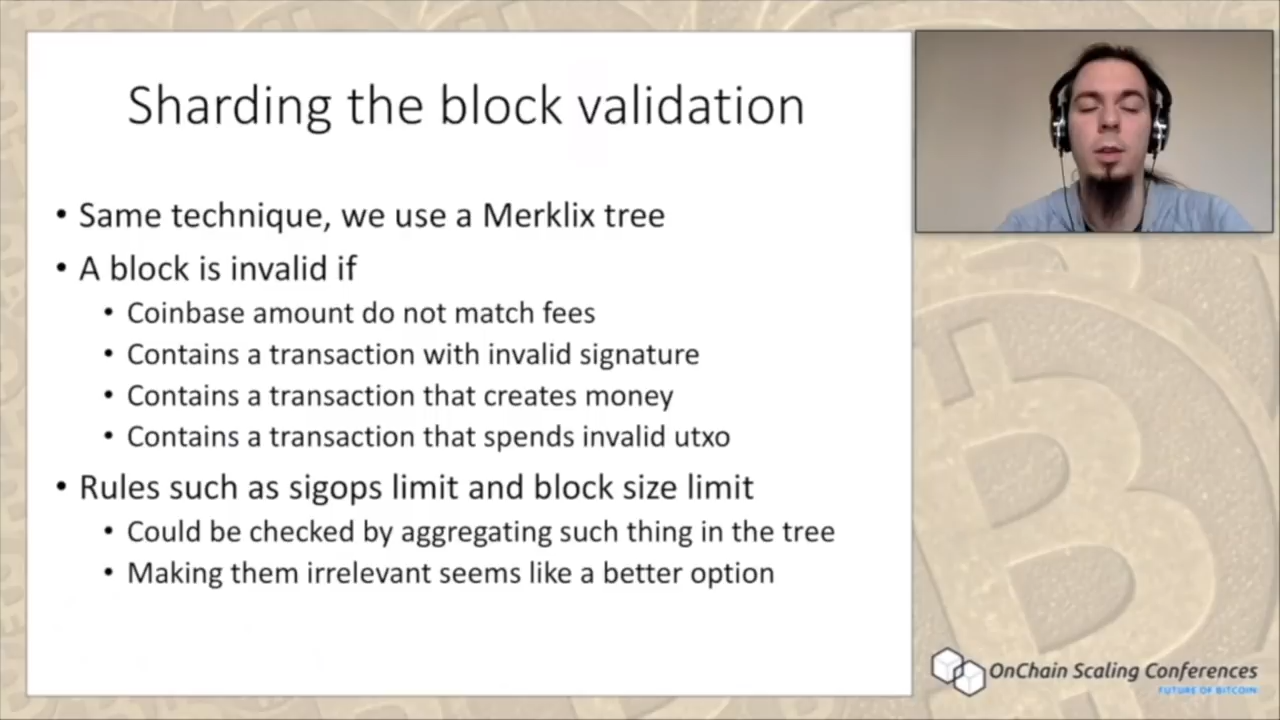 Sharding the block validation
• Same technique, we use a Merklix tree
• A block is invalid if
• Coinbase amount do not match fees
• Contains a transaction with invalid signature
• Contains a transaction that creates money
• Contains a transaction that spends invalid utxo
• Rules such as sigops limit and block size limit
• Could be checked by aggregating such thing in the tree
• Making them irrelevant seems like a better option
OnChain Scaling Conferences
FUTURE OF BITCOIN